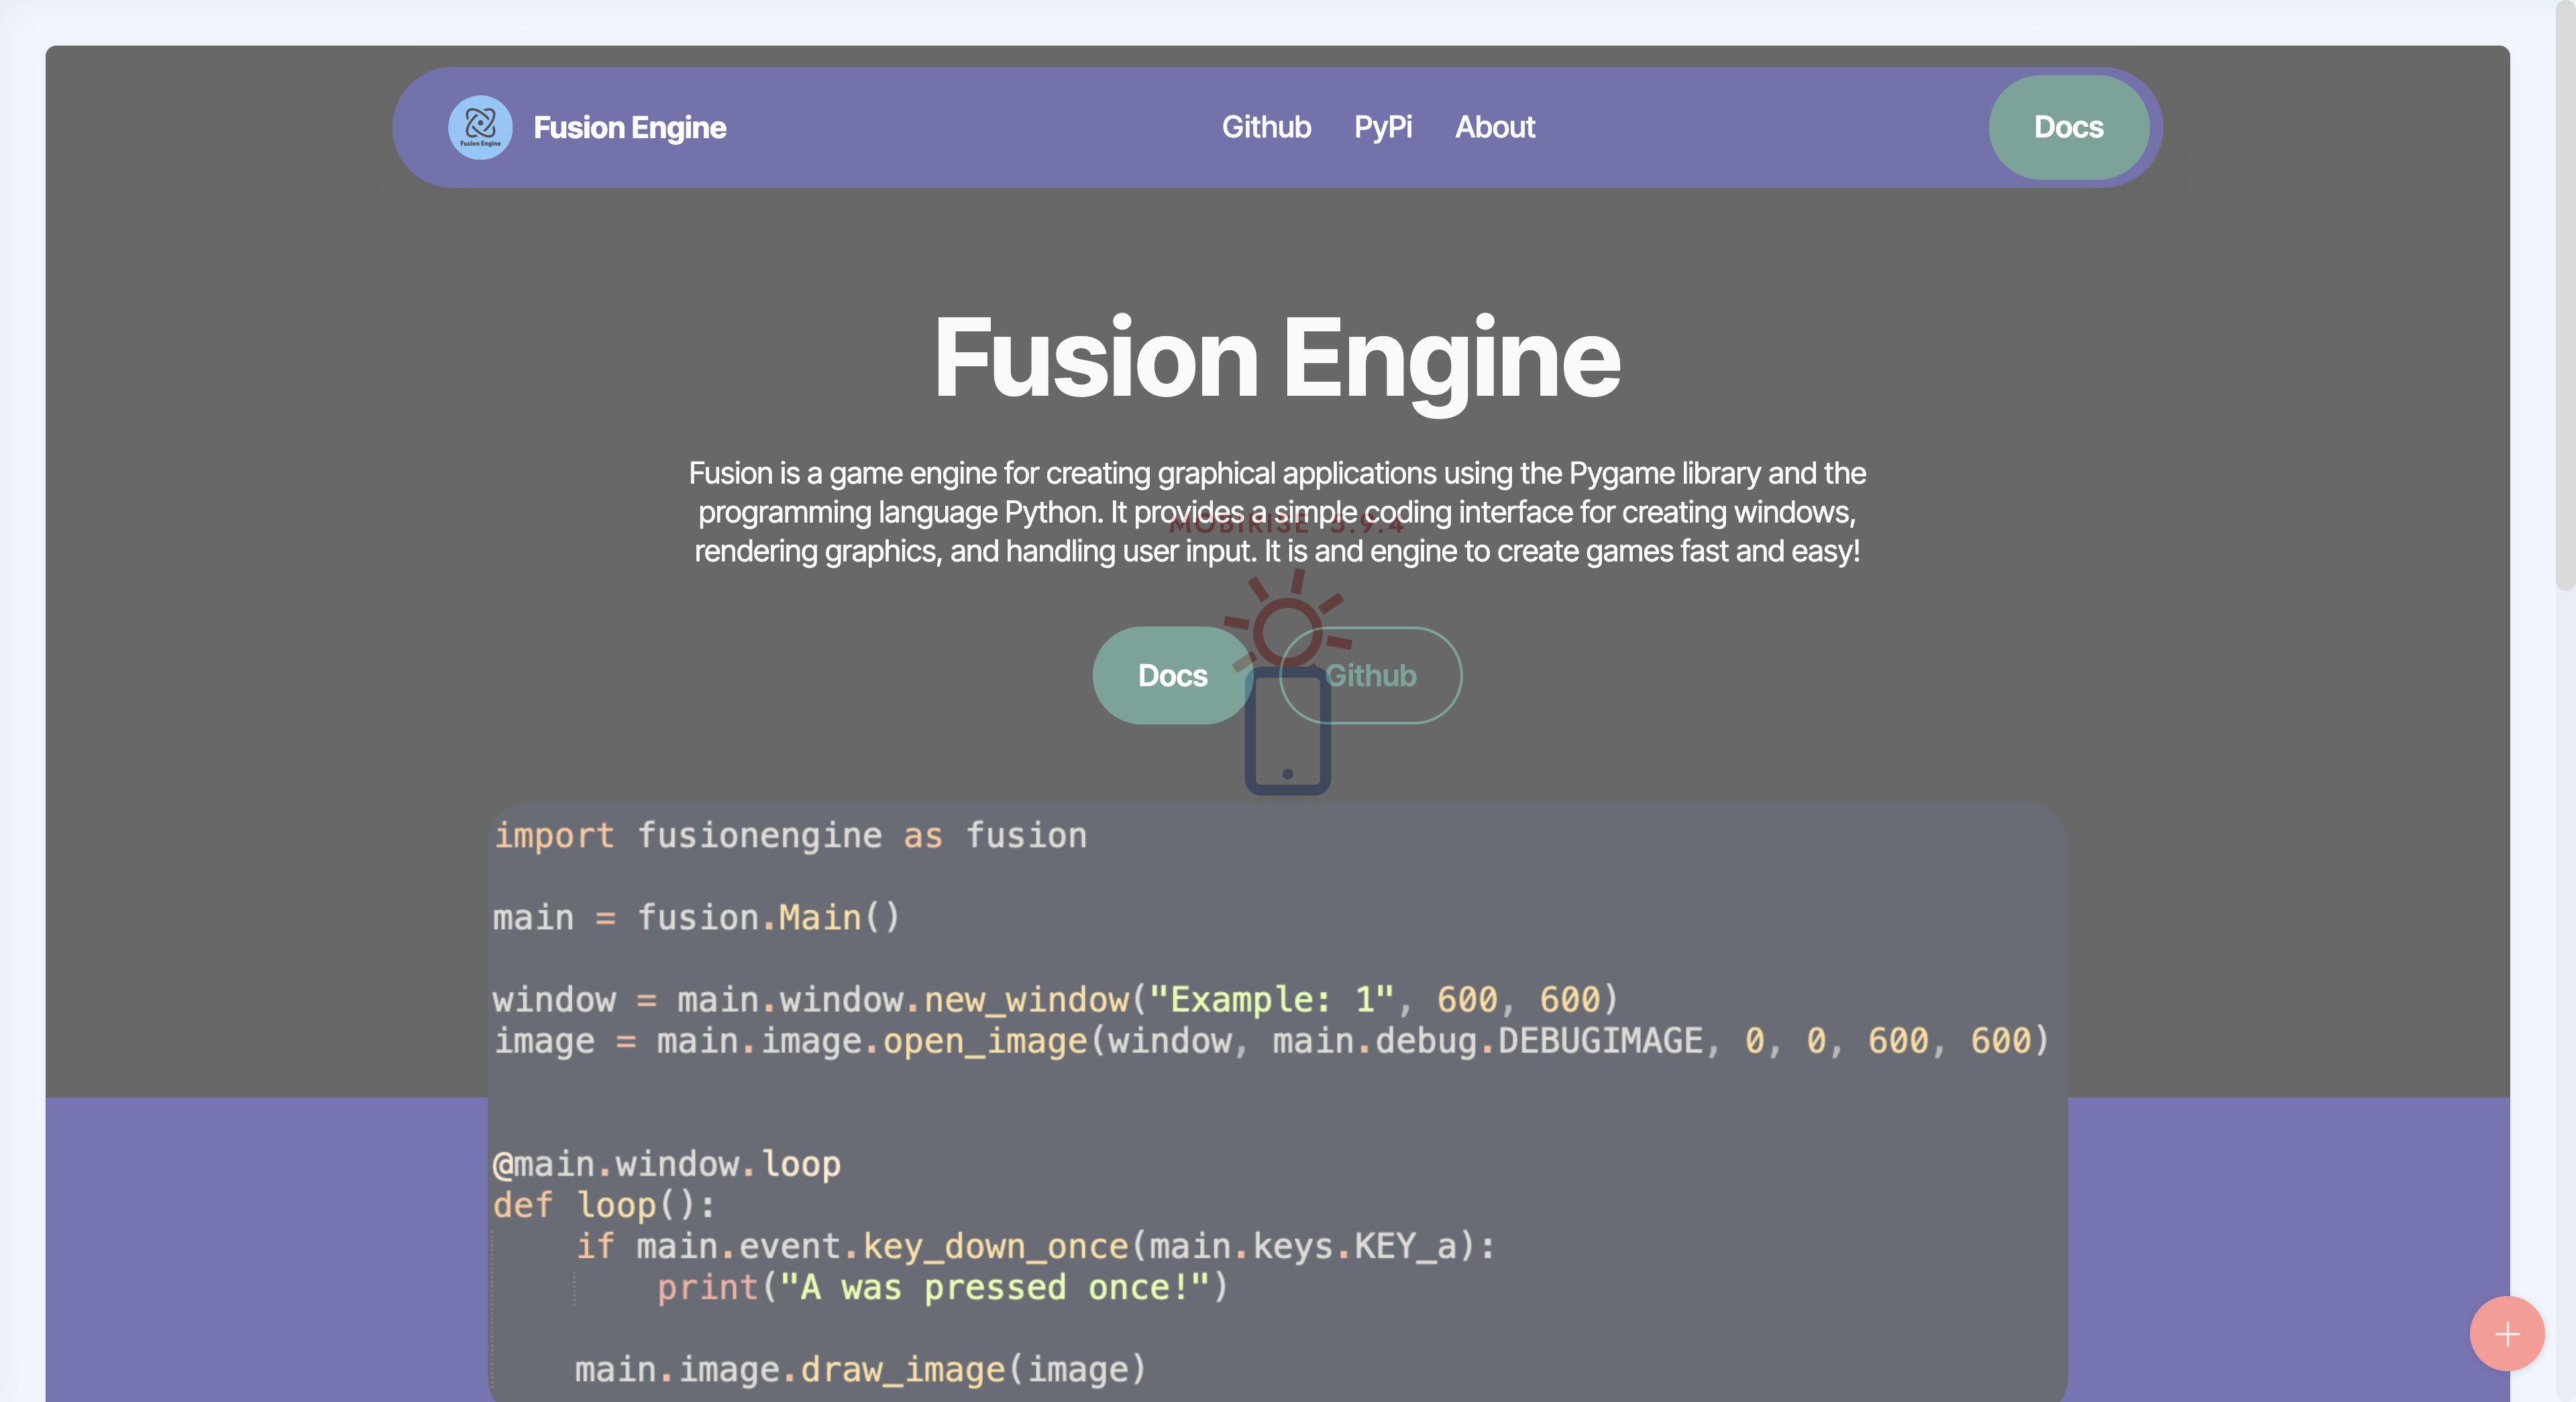 Fusion Engine
Fusion Engine
Github PyPi About
Docs
Fusion Engine
Fusion is a game engine for creating graphical applications using the Pygame library and the
programming language Python. It provides a simple coding interface for creating windows,
MOBIRISE 5.9.4
rendering graphics, and handling user input. It is and engine to create games fast and easy!
Docs
Github
import fusionengine as fusion
main = fusion.Main()
window = main.window.new_window("Example: 1", 600, 600)
image = main.image.open_image(window, main.debug.DEBUGIMAGE, 0, 0, 600, 600)
@main.window.loop
def loop():
    if main.event.key_down_once(main.keys.KEY_a):
        print("A was pressed once!")
    main.image.draw_image(image)